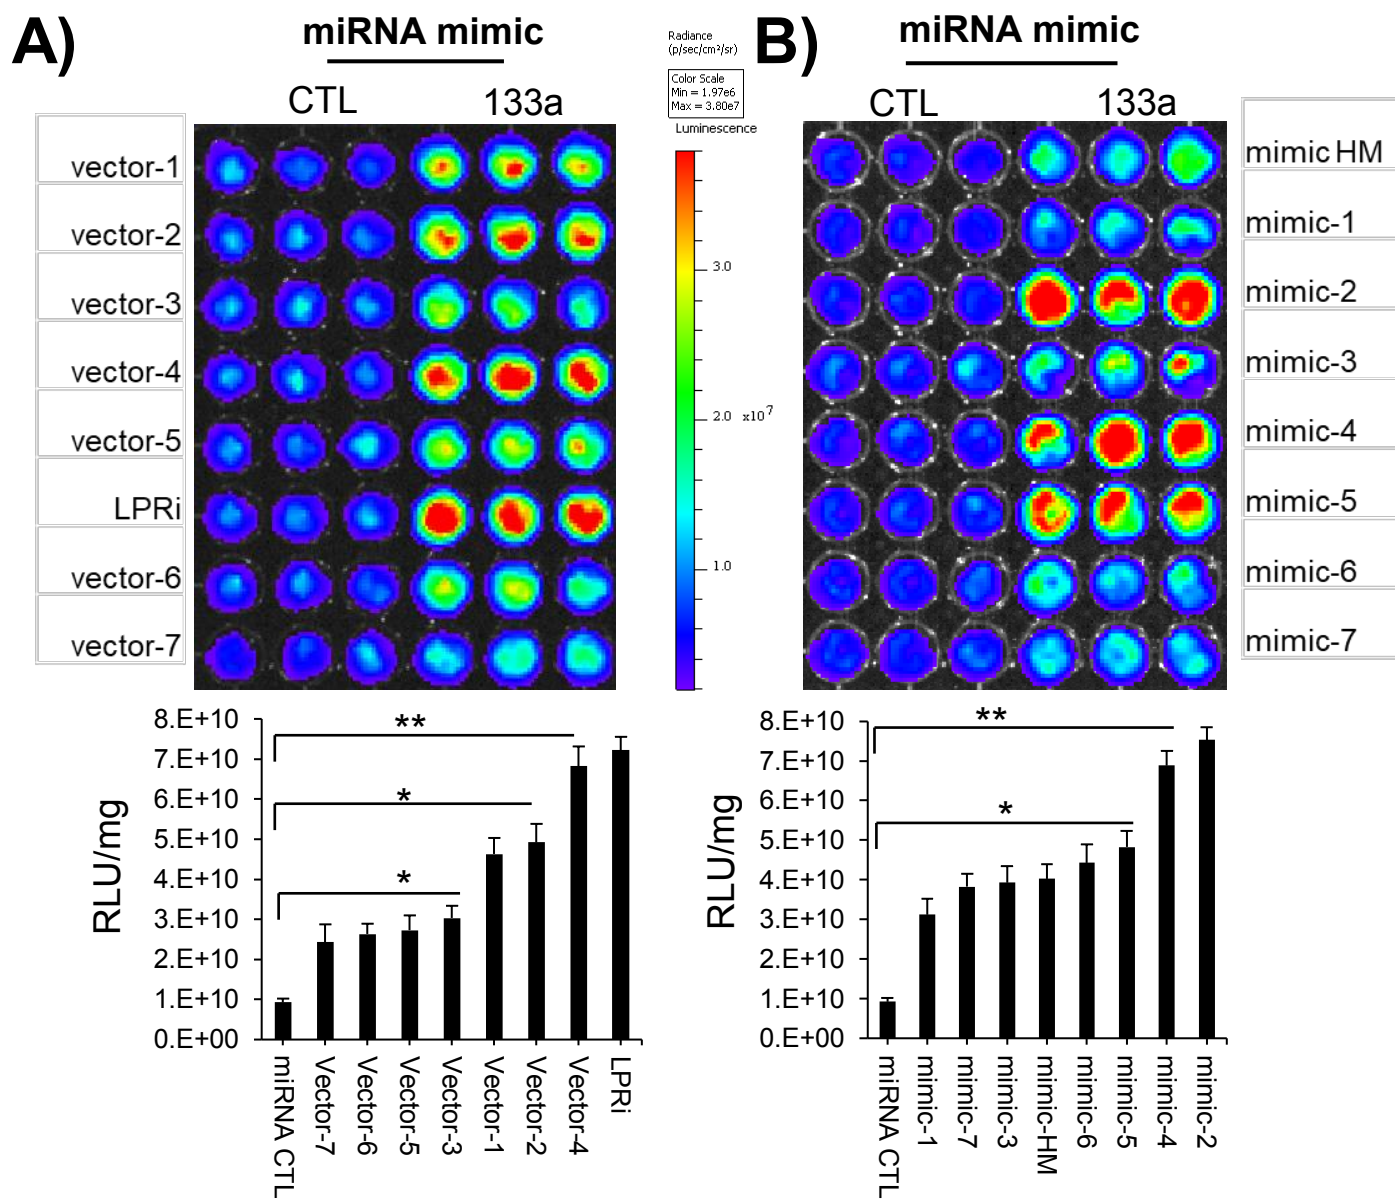 A)
miRNA mimic
CTL 133a
vector-1
vector-2
vector-3
vector-4
vector-5
LPRi
vector-6
vector-7
Radiance
(p/sec/cm²/sr)
Color Scale
Min = 1.97e6
Max = 3.80e7
Luminescence
3.0
2.0 x10⁷
1.0
B)
miRNA mimic
CTL 133a
mimic HM
mimic-1
mimic-2
mimic-3
mimic-4
mimic-5
mimic-6
mimic-7
RLU/mg
8.E+10
7.E+10
6.E+10
5.E+10
4.E+10
3.E+10
2.E+10
1.E+10
0.E+00
**
*
*
miRNA CTL
Vector-7
Vector-6
Vector-5
Vector-3
Vector-1
Vector-2
Vector-4
LPRi
RLU/mg
8.E+10
7.E+10
6.E+10
5.E+10
4.E+10
3.E+10
2.E+10
1.E+10
0.E+00
**
*
miRNA CTL
mimic-1
mimic-7
mimic-3
mimic-HM
mimic-6
mimic-5
mimic-4
mimic-2